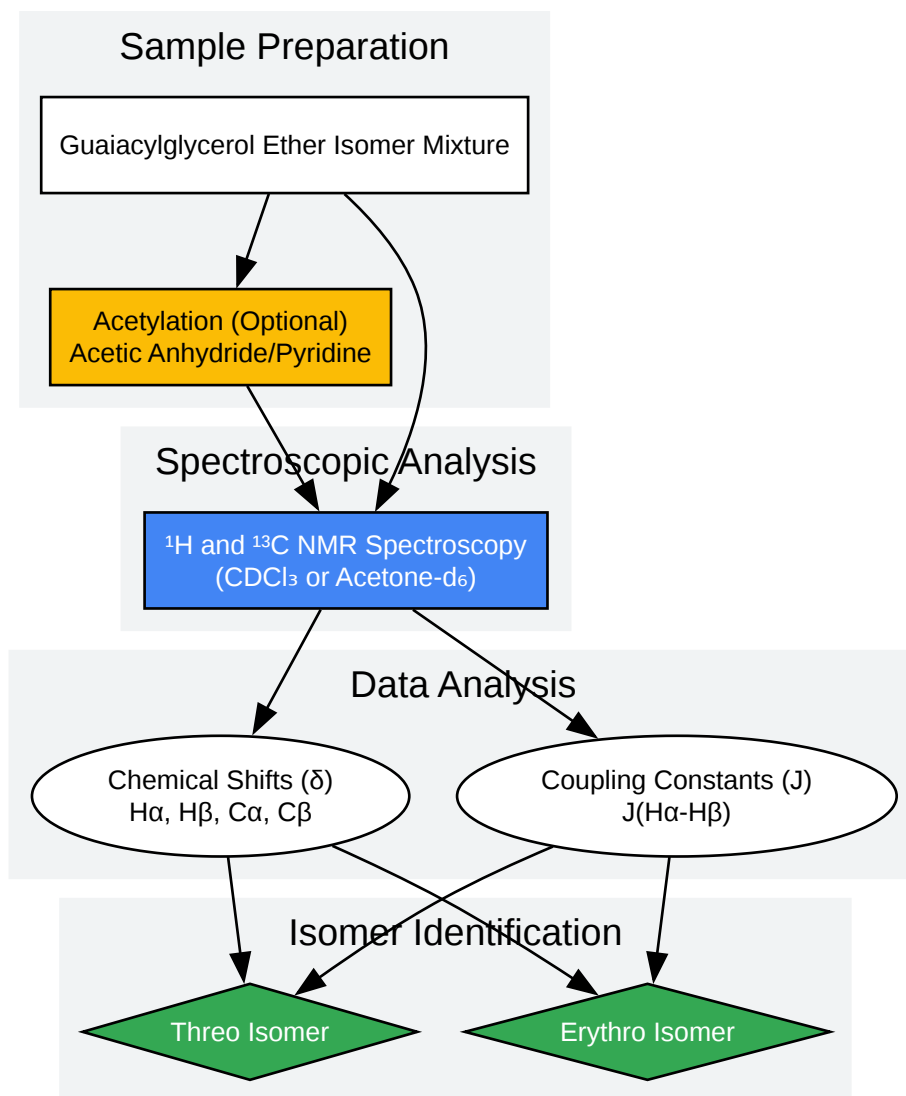 Sample Preparation
Guaiacylglycerol Ether Isomer Mixture
Acetylation (Optional)
Acetic Anhydride/Pyridine
Spectroscopic Analysis
¹H and ¹³C NMR Spectroscopy
(CDCl₃ or Acetone-d₆)
Data Analysis
Chemical Shifts (δ)
Hα, Hβ, Cα, Cβ
Coupling Constants (J)
J(Hα-Hβ)
Isomer Identification
Threo Isomer
Erythro Isomer